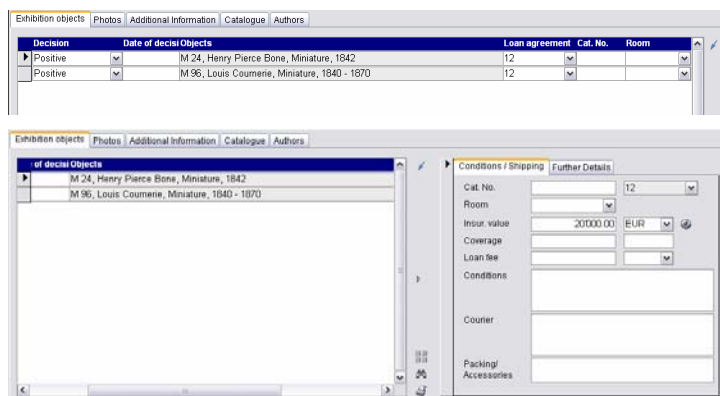 Exhibition objects Photos Additional Information Catalogue Authors
Decision Date of decisi Objects Loan agreement Cat. No. Room
Positive M 24, Henry Pierce Bone, Miniature, 1842 12
Positive M 96, Louis Coumerie, Miniature, 1840 - 1870 12
Exhibition objects Photos Additional Information Catalogue Authors
of decisi Objects
M 24, Henry Pierce Bone, Miniature, 1842
M 96, Louis Coumerie, Miniature, 1840 - 1870
Conditions / Shipping Further Details
Cat. No. 12
Room
Insur. value 20'000.00 EUR
Coverage
Loan fee
Conditions
Courier
Packing/
Accessories